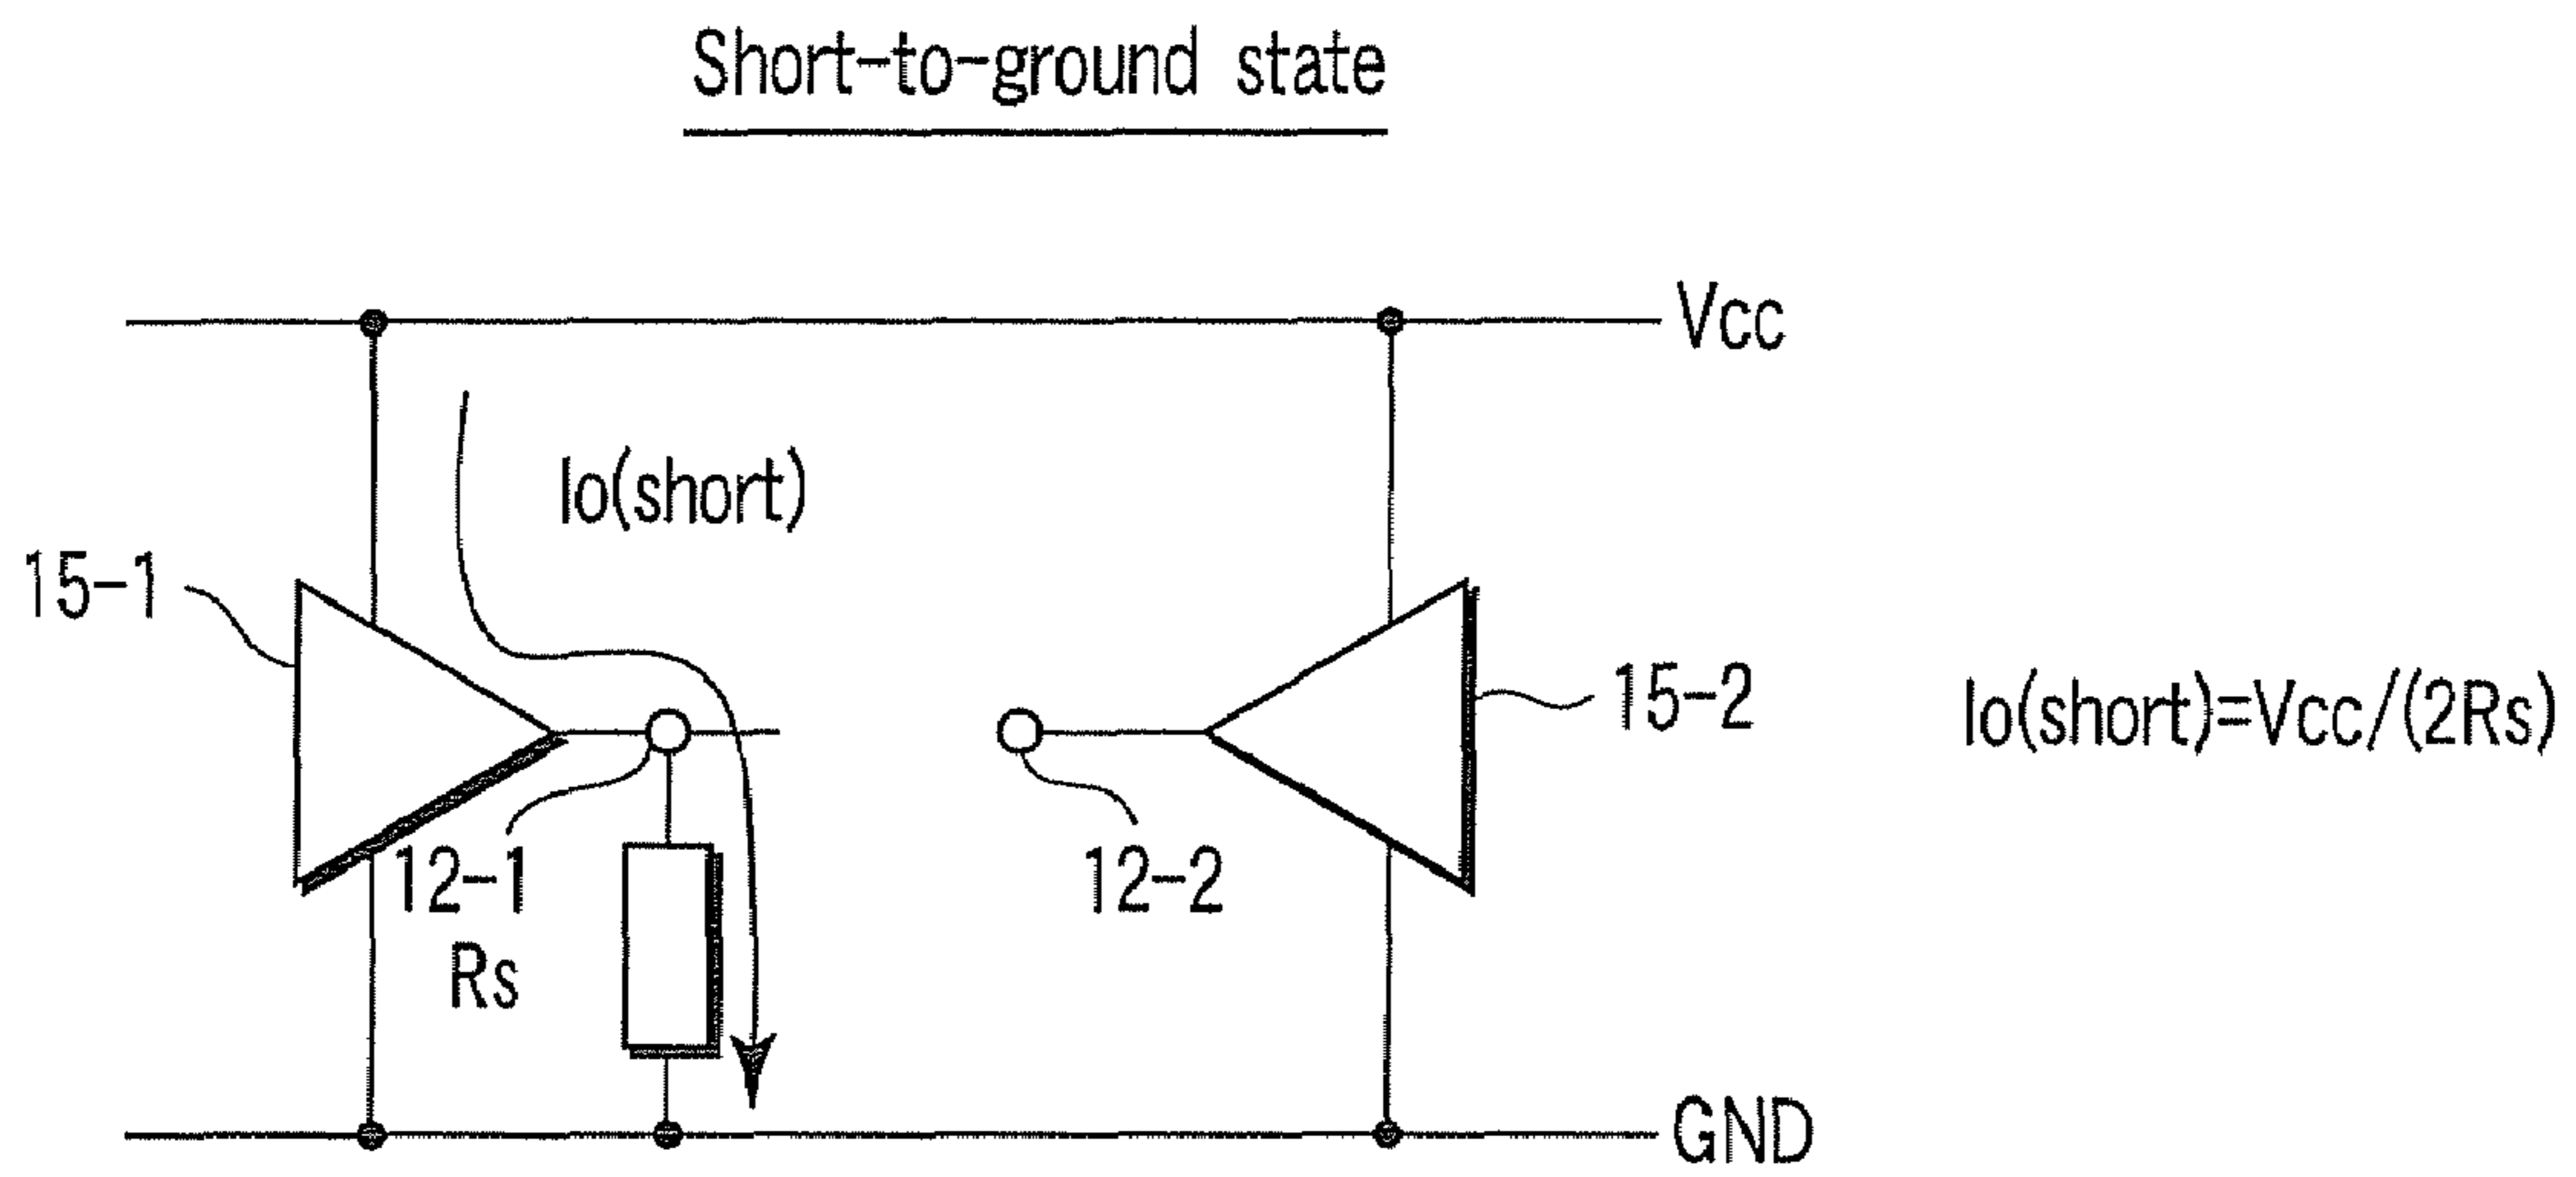 Short-to-ground state
Vcc
Io(short)
15-1
15-2
Io(short)=Vcc/(2Rs)
12-1
12-2
Rs
GND